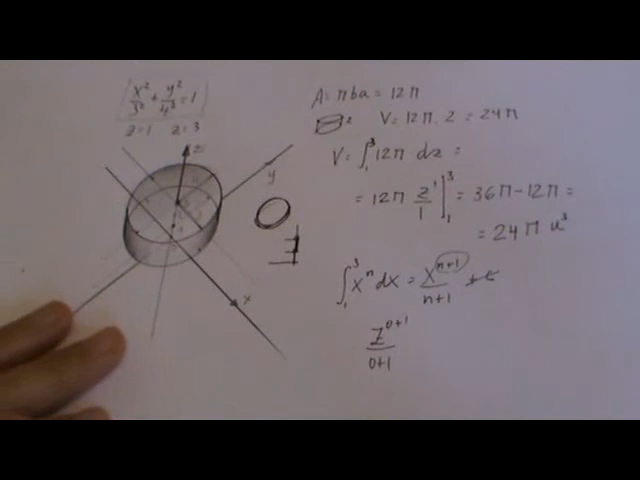 x²/3² + y²/4² = 1
z=1 z=3
z
y
x
A = πba = 12π
2 V = 12π · 2 = 24π
V = ∫₁³ 12π dz =
= 12π z¹/1 ]₁³ = 36π − 12π =
= 24π u³
∫₁³ xⁿ dx = xⁿ⁺¹/n+1 + c
z⁰⁺¹/0+1